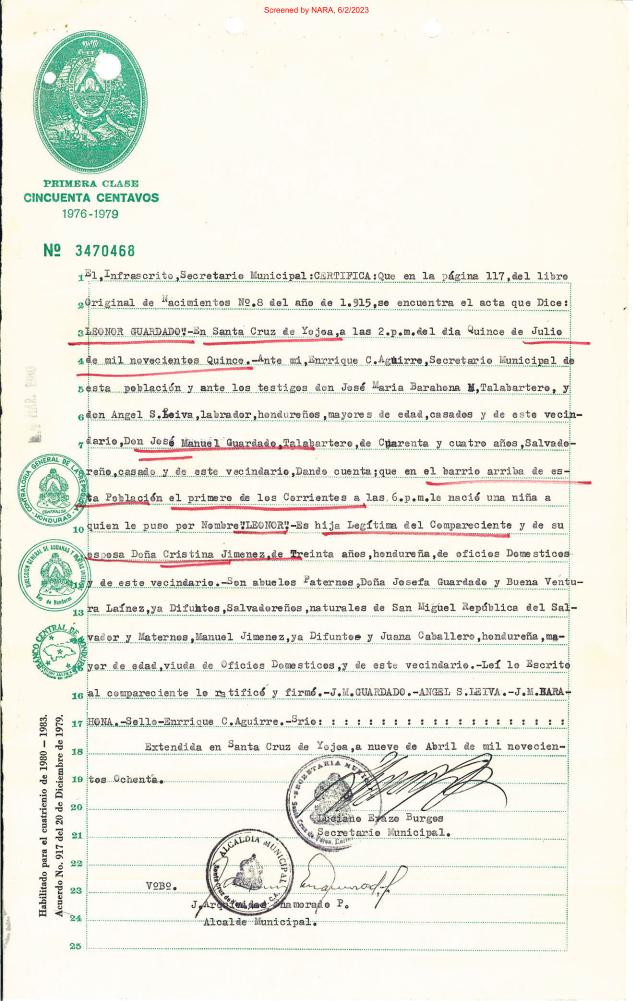 Screened by NARA, 6/2/2023
PRIMERA CLASE
CINCUENTA CENTAVOS
1976-1979
Nº 3470468
1 El,Infrascrito,Secretario Municipal:CERTIFICA:Que en la página 117,del libro
2 Original de Nacimientos Nº.8 del año de 1.915,se encuentra el acta que Dice:
3 LEONOR GUARDADO"-En Santa Cruz de Yojoa,a las 2.p.m.del dia Quince de Julio
4 de mil novecientos Quince.-Ante mi,Enrrique C.Aguirre,Secretario Municipal de
5 esta población y ante los testigos don José Maria Barahona M,Talabartero, y
6 don Angel S.Leiva,labrador,hondureños,mayores de edad,casados y de este vecin-
7 dario,Don José Manuel Guardado,Talabartero,de Cuarenta y cuatro años,Salvado-
reño,casado y de este vecindario,Dando cuenta;que en el barrio arriba de es-
ta Población el primero de los Corrientes a las 6.p.m.le nació una niña a
10 quien le puso por Nombre"LEONOR"-Es hija Legítima del Compareciente y de su
esposa Doña Cristina Jimenez,de Treinta años,hondureña,de oficios Domesticos
y de este vecindario.-Son abuelos Paternos,Doña Josefa Guardado y Buena Ventu-
13 ra Laínez,ya Difuntos,Salvadoreños,naturales de San Miguel República del Sal-
vador y Maternos,Manuel Jimenez,ya Difuntos y Juana Caballero,hondureña,ma-
yor de edad,viuda de Oficios Domesticos,y de este vecindario.-Leí lo Escrito
16 al compareciente lo ratificó y firmó.-J.M.GUARDADO.-ANGEL S.LEIVA.-J.M.BARA-
17 HONA.-Sello-Enrrique C.Aguirre.-Srio: : : : : : : : : : : : : : : : : : :
18 Extendida en Santa Cruz de Yojoa,a nueve de Abril de mil novecien-
19 tos Ochenta.
20 Luciano Erazo Burgos
21 Secretario Municipal.
22
23 VºBº.
J.Arquimides Enamorado P.
24 Alcalde Municipal.
25
CONTRALORIA GENERAL DE LA REPUBLICA
HONDURAS
DIRECCION GENERAL DE ADUANAS
BANCO CENTRAL DE HONDURAS
SECRETARIA MUNICIPAL
ALCALDIA MUNICIPAL
Habilitado para el cuatrienio de 1980 — 1983.
Acuerdo No. 917 del 20 de Diciembre de 1979.